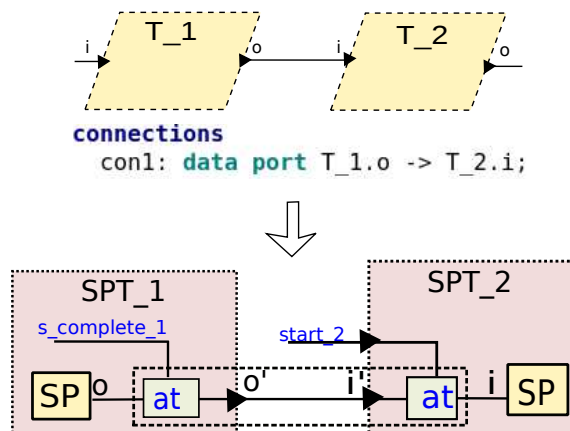 T_1 T_2
i o i o
connections
con1: data port T_1.o -> T_2.i;
SPT_1 SPT_2
s_complete_1 start_2
SP o at o' i' at i SP